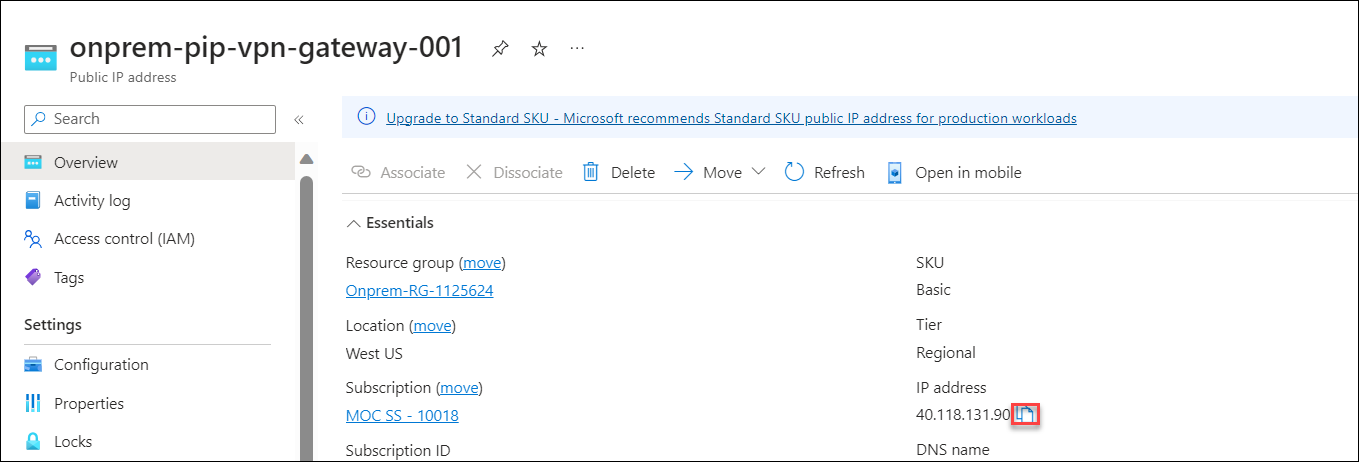 onprem-pip-vpn-gateway-001
Public IP address
Search
Overview
Activity log
Access control (IAM)
Tags
Settings
Configuration
Properties
Locks
Upgrade to Standard SKU - Microsoft recommends Standard SKU public IP address for production workloads
Associate Dissociate Delete Move Refresh Open in mobile
Essentials
Resource group (move)
Onprem-RG-1125624
Location (move)
West US
Subscription (move)
MOC SS - 10018
Subscription ID
SKU
Basic
Tier
Regional
IP address
40.118.131.90
DNS name